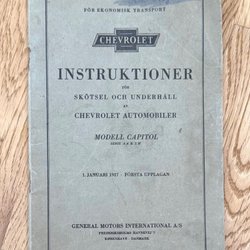 FÖR EKONOMISK TRANSPORT
CHEVROLET
INSTRUKTIONER
FÖR
SKÖTSEL OCH UNDERHÅLL
AV
CHEVROLET AUTOMOBILER
MODELL CAPITOL
1. JANUARI 1927 - FÖRSTA UPPLAGAN
GENERAL MOTORS INTERNATIONAL A/S
KØBENHAVN - DANMARK